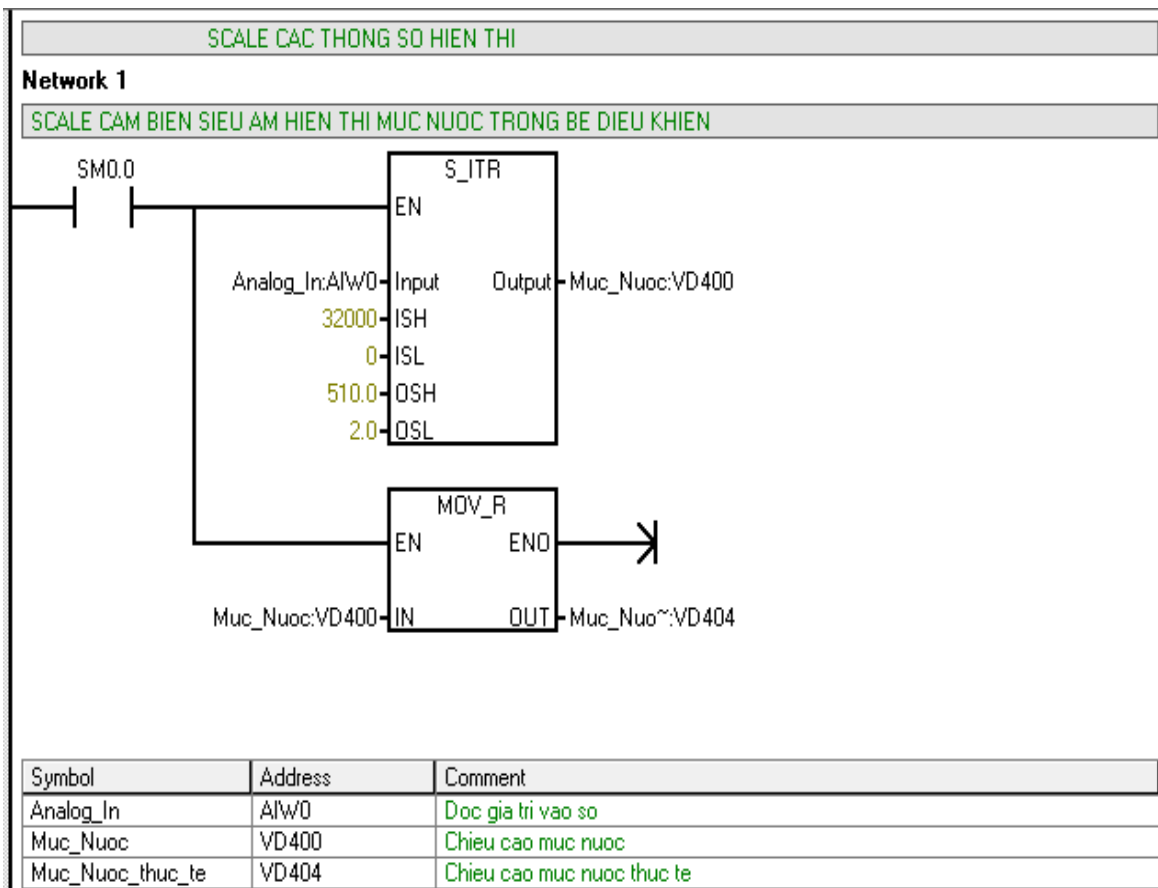 SCALE CAC THONG SO HIEN THI
Network 1
SCALE CAM BIEN SIEU AM HIEN THI MUC NUOC TRONG BE DIEU KHIEN
SM0.0
S_ITR
EN
Analog_In:AIW0 Input Output Muc_Nuoc:VD400
32000 ISH
0 ISL
510.0 OSH
2.0 OSL
MOV_R
EN ENO
Muc_Nuoc:VD400 IN OUT Muc_Nuo~:VD404
Symbol Address Comment
Analog_In AIW0 Doc gia tri vao so
Muc_Nuoc VD400 Chieu cao muc nuoc
Muc_Nuoc_thuc_te VD404 Chieu cao muc nuoc thuc te